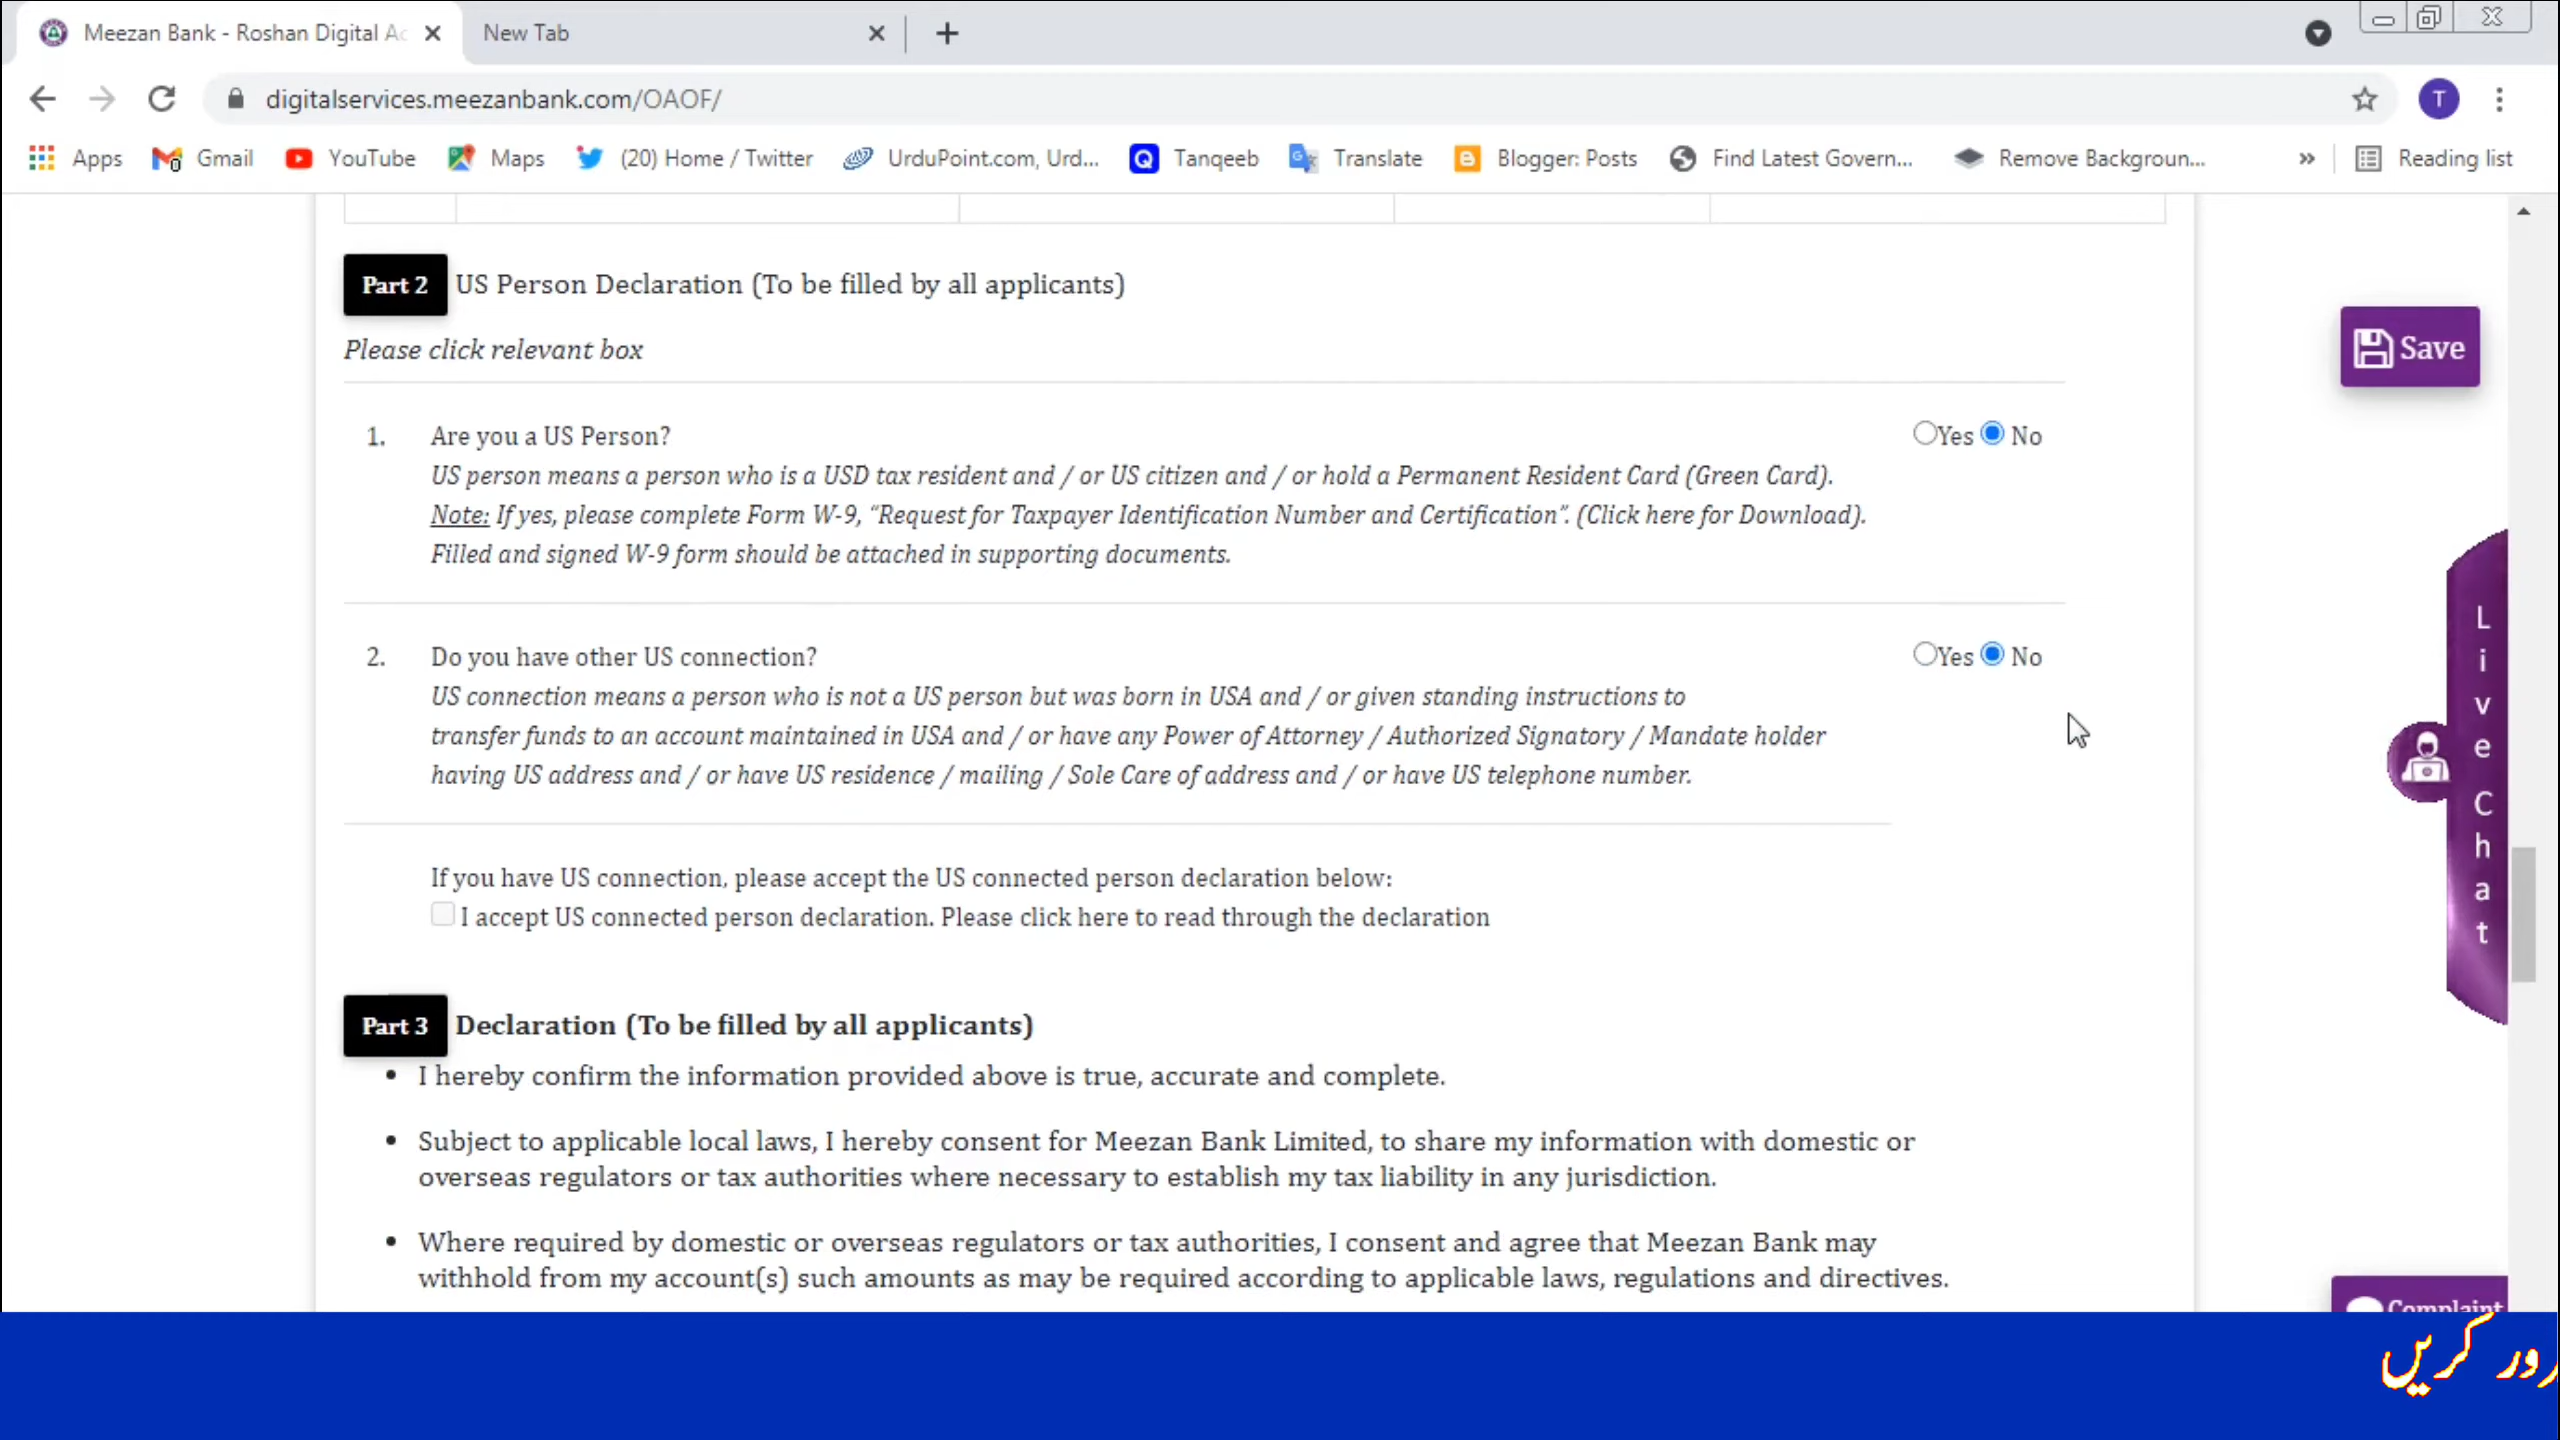 Meezan Bank - Roshan Digital Ac
New Tab
digitalservices.meezanbank.com/OAOF/
T
Apps
Gmail
YouTube
Maps
(20) Home / Twitter
UrduPoint.com, Urd...
Tanqeeb
Translate
Blogger: Posts
Find Latest Govern...
Remove Backgroun...
»
Reading list
Part 2 US Person Declaration (To be filled by all applicants)
Please click relevant box
Save
1. Are you a US Person? Yes No
US person means a person who is a USD tax resident and / or US citizen and / or hold a Permanent Resident Card (Green Card).
Note: If yes, please complete Form W-9, “Request for Taxpayer Identification Number and Certification”. (Click here for Download).
Filled and signed W-9 form should be attached in supporting documents.
2. Do you have other US connection? Yes No
US connection means a person who is not a US person but was born in USA and / or given standing instructions to
transfer funds to an account maintained in USA and / or have any Power of Attorney / Authorized Signatory / Mandate holder
having US address and / or have US residence / mailing / Sole Care of address and / or have US telephone number.
If you have US connection, please accept the US connected person declaration below:
I accept US connected person declaration. Please click here to read through the declaration
Live Chat
Part 3 Declaration (To be filled by all applicants)
• I hereby confirm the information provided above is true, accurate and complete.
• Subject to applicable local laws, I hereby consent for Meezan Bank Limited, to share my information with domestic or
overseas regulators or tax authorities where necessary to establish my tax liability in any jurisdiction.
• Where required by domestic or overseas regulators or tax authorities, I consent and agree that Meezan Bank may
withhold from my account(s) such amounts as may be required according to applicable laws, regulations and directives.
Complaint
کریں